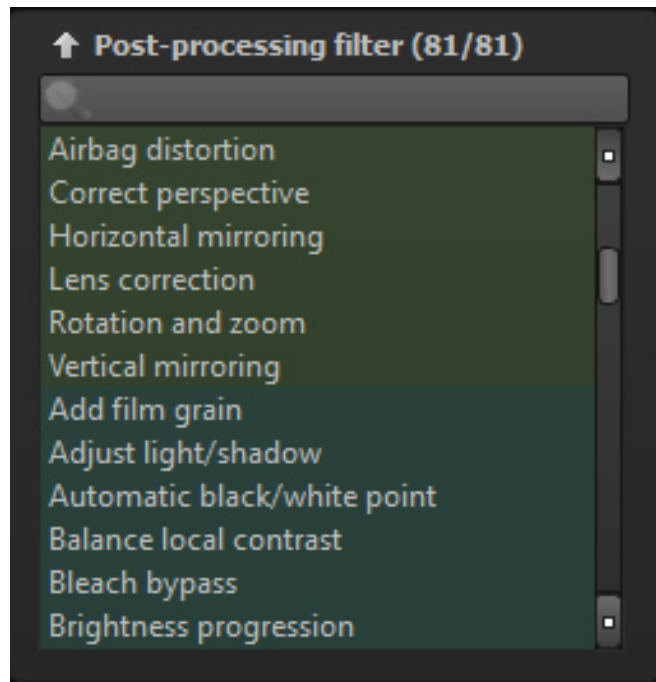 Post-processing filter (81/81)
Airbag distortion
Correct perspective
Horizontal mirroring
Lens correction
Rotation and zoom
Vertical mirroring
Add film grain
Adjust light/shadow
Automatic black/white point
Balance local contrast
Bleach bypass
Brightness progression